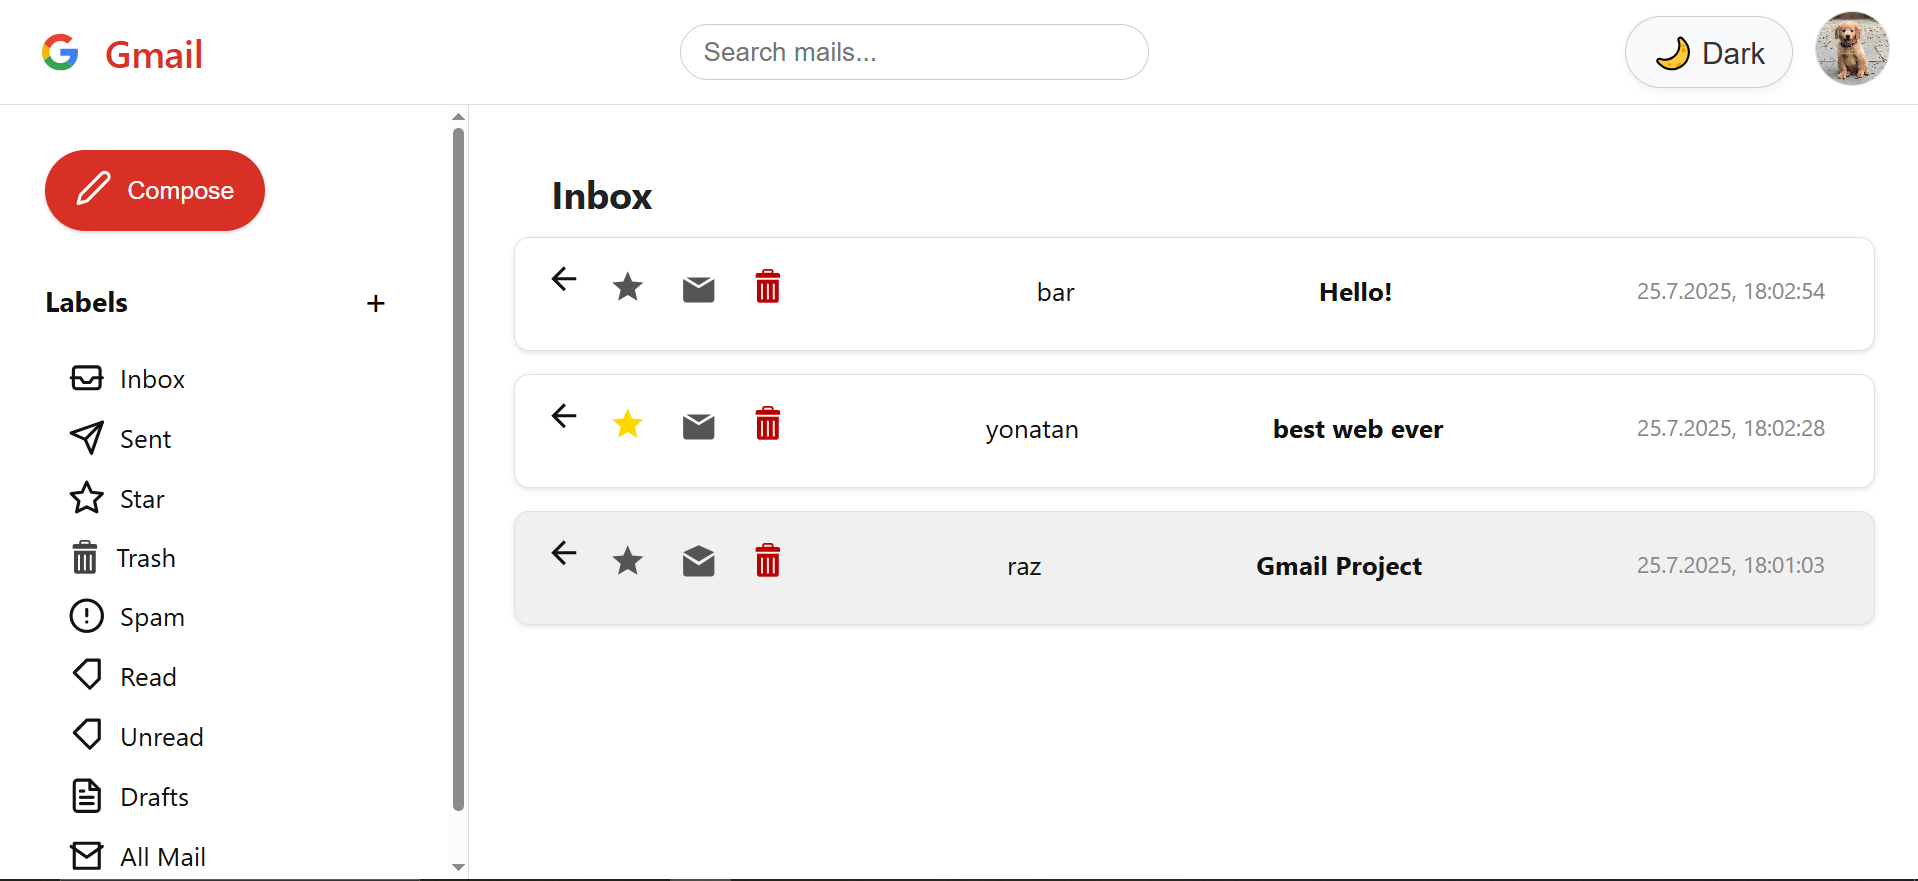 Gmail
Search mails...
Dark
Compose
Labels +
Inbox
Sent
Star
Trash
Spam
Read
Unread
Drafts
All Mail
Inbox
bar Hello! 25.7.2025, 18:02:54
yonatan best web ever 25.7.2025, 18:02:28
raz Gmail Project 25.7.2025, 18:01:03